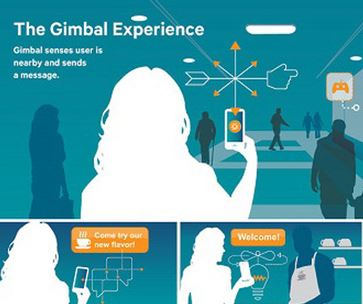 The Gimbal Experience
Gimbal senses user is
nearby and sends
a message.
Come try our
new flavor!
Welcome!